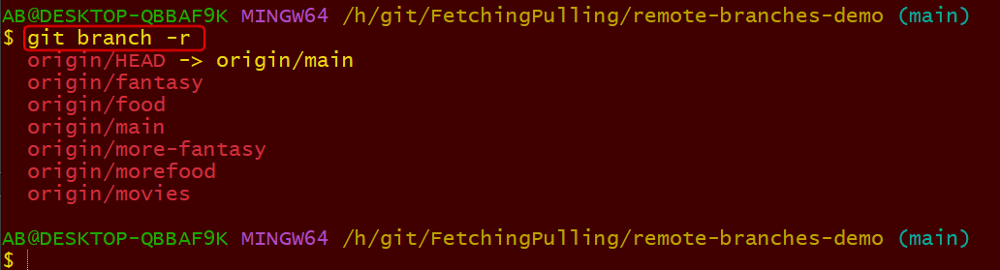 AB@DESKTOP-QBBAF9K MINGW64 /h/git/FetchingPulling/remote-branches-demo (main)
$ git branch -r
  origin/HEAD -> origin/main
  origin/fantasy
  origin/food
  origin/main
  origin/more-fantasy
  origin/morefood
  origin/movies

AB@DESKTOP-QBBAF9K MINGW64 /h/git/FetchingPulling/remote-branches-demo (main)
$